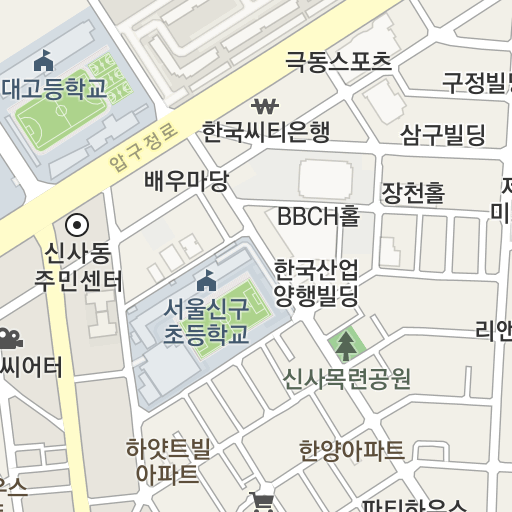 극동스포츠
구정빌딩
대고등학교
한국씨티은행
삼구빌딩
압구정로
배우마당
장천홀
BBCH홀
신사동
주민센터
한국산업
양행빌딩
서울신구
초등학교
리앤
씨어터
신사목련공원
하얏트빌
아파트
한양아파트
파티하우스